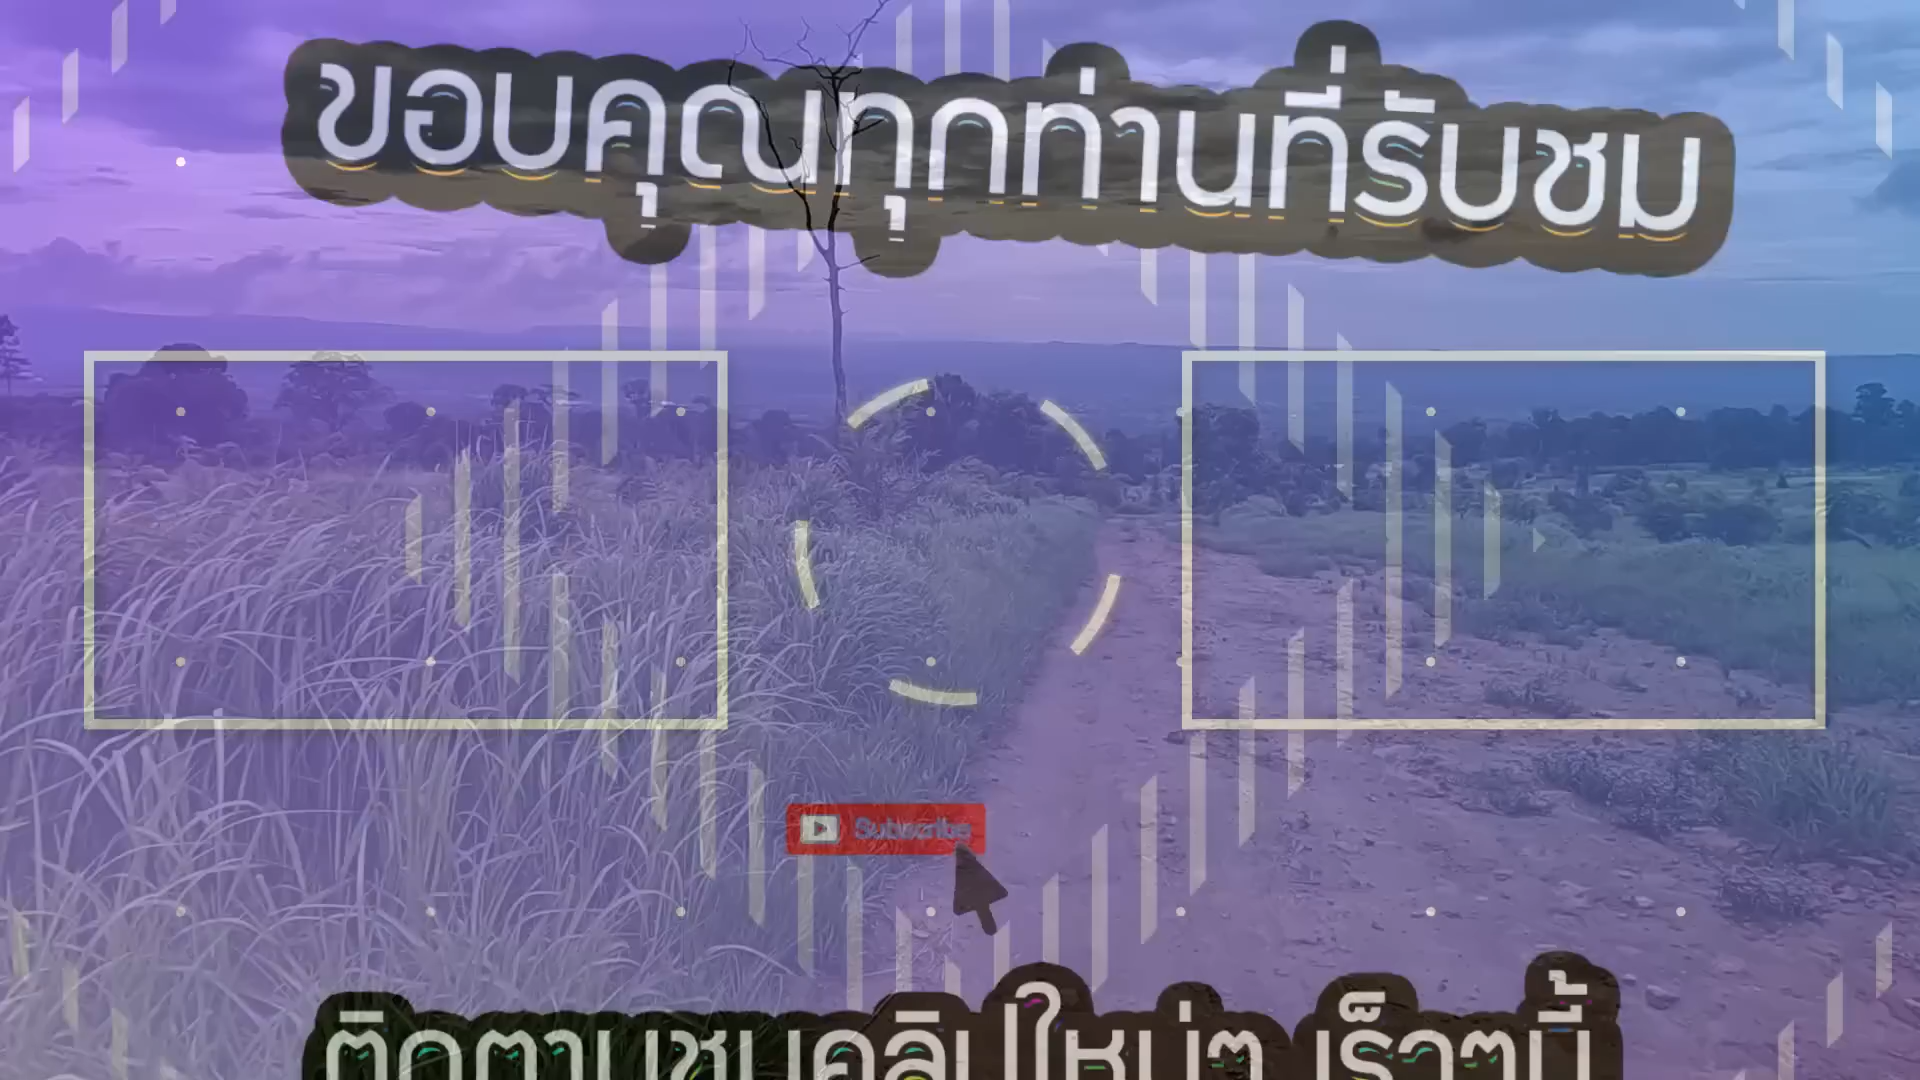 ขอบคุณทุกท่านที่รับชม
Subscribe
ติดตามชมคลิปใหม่ๆ เร็วๆนี้